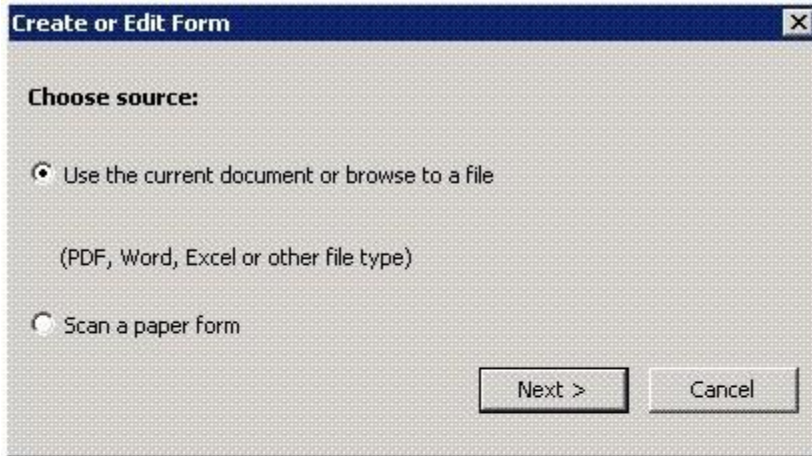 Create or Edit Form
Choose source:
Use the current document or browse to a file
(PDF, Word, Excel or other file type)
Scan a paper form
Next > Cancel